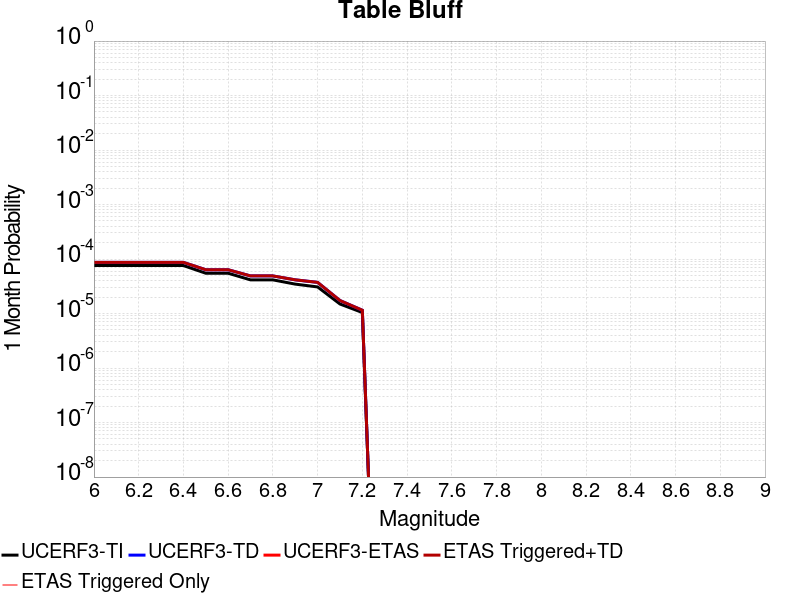 Table Bluff
10^0
10^-1
10^-2
10^-3
10^-4
10^-5
10^-6
10^-7
10^-8
1 Month Probability
6 6.2 6.4 6.6 6.8 7 7.2 7.4 7.6 7.8 8 8.2 8.4 8.6 8.8 9
Magnitude
UCERF3-TI UCERF3-TD UCERF3-ETAS ETAS Triggered+TD
ETAS Triggered Only